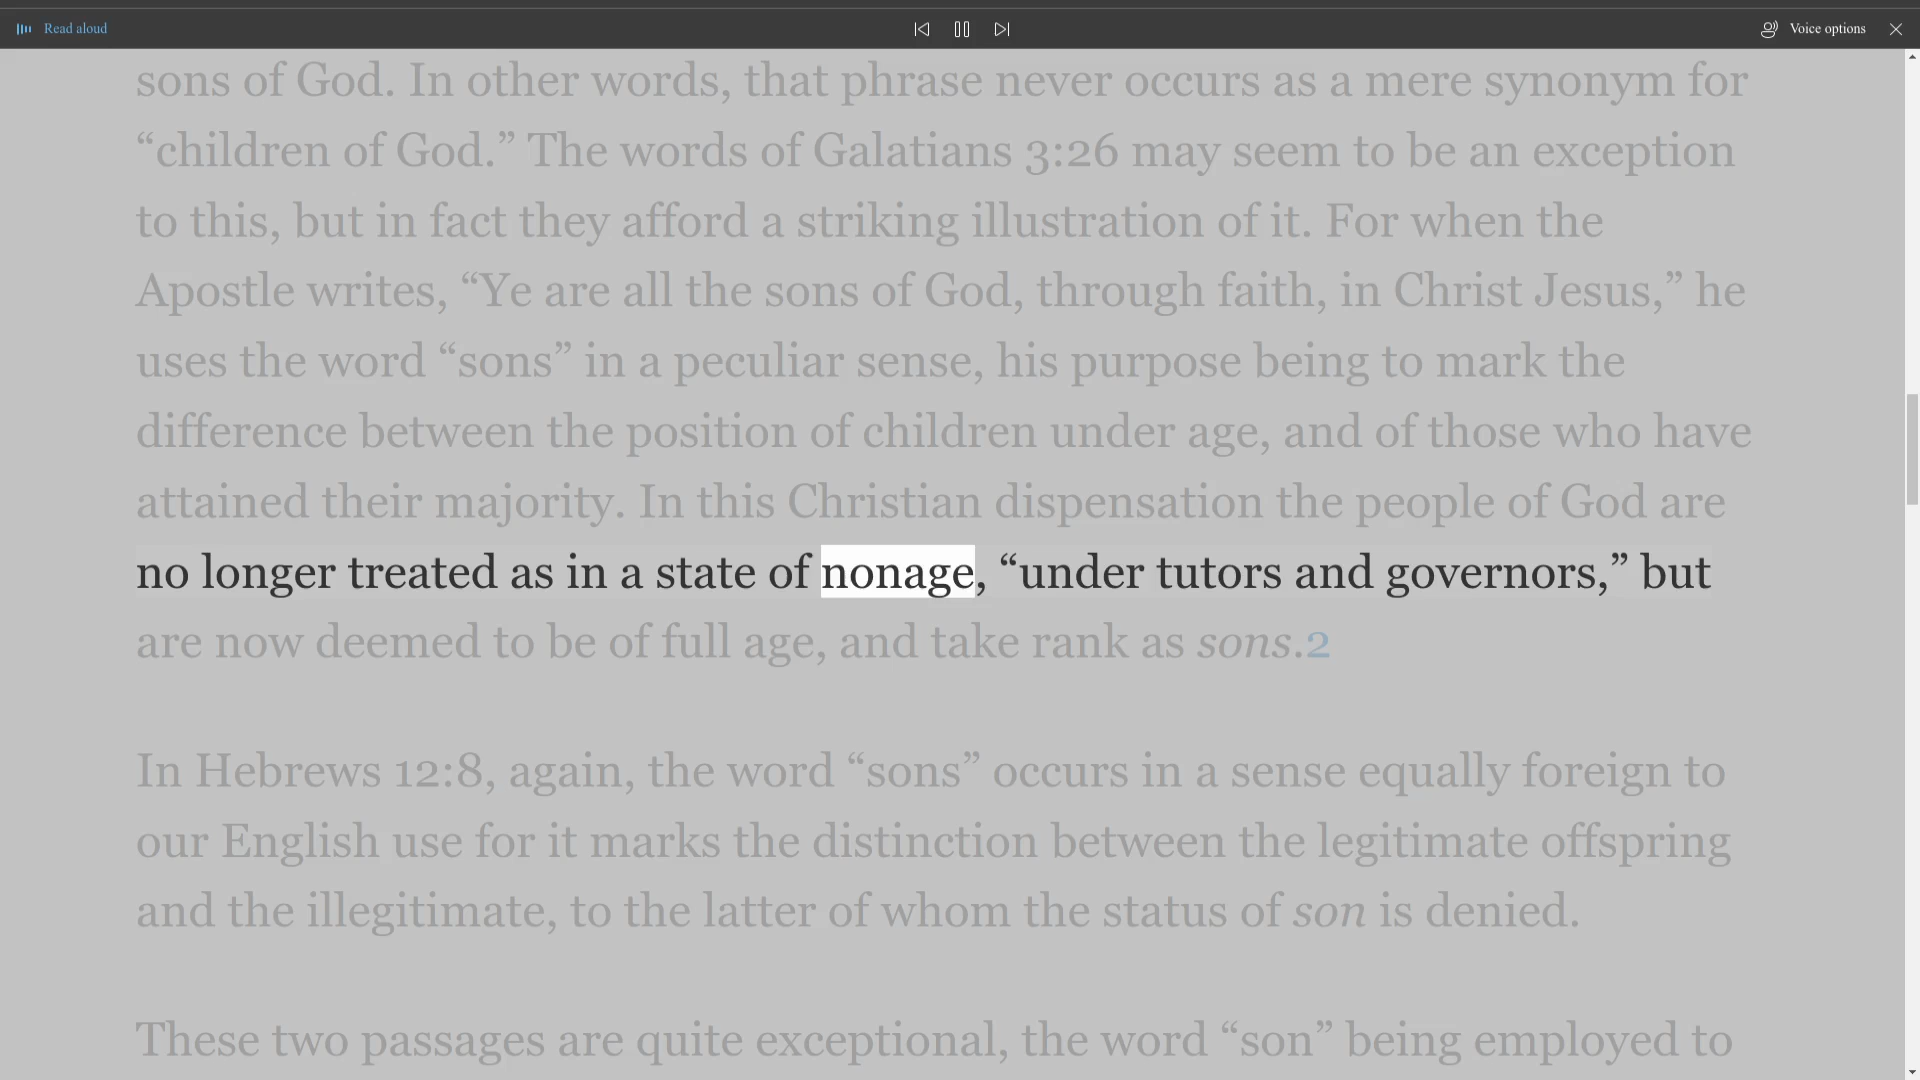 Read aloud
Voice options
sons of God. In other words, that phrase never occurs as a mere synonym for
“children of God.” The words of Galatians 3:26 may seem to be an exception
to this, but in fact they afford a striking illustration of it. For when the
Apostle writes, “Ye are all the sons of God, through faith, in Christ Jesus,” he
uses the word “sons” in a peculiar sense, his purpose being to mark the
difference between the position of children under age, and of those who have
attained their majority. In this Christian dispensation the people of God are
no longer treated as in a state of nonage, “under tutors and governors,” but
are now deemed to be of full age, and take rank as sons.2
In Hebrews 12:8, again, the word “sons” occurs in a sense equally foreign to
our English use for it marks the distinction between the legitimate offspring
and the illegitimate, to the latter of whom the status of son is denied.
These two passages are quite exceptional, the word “son” being employed to